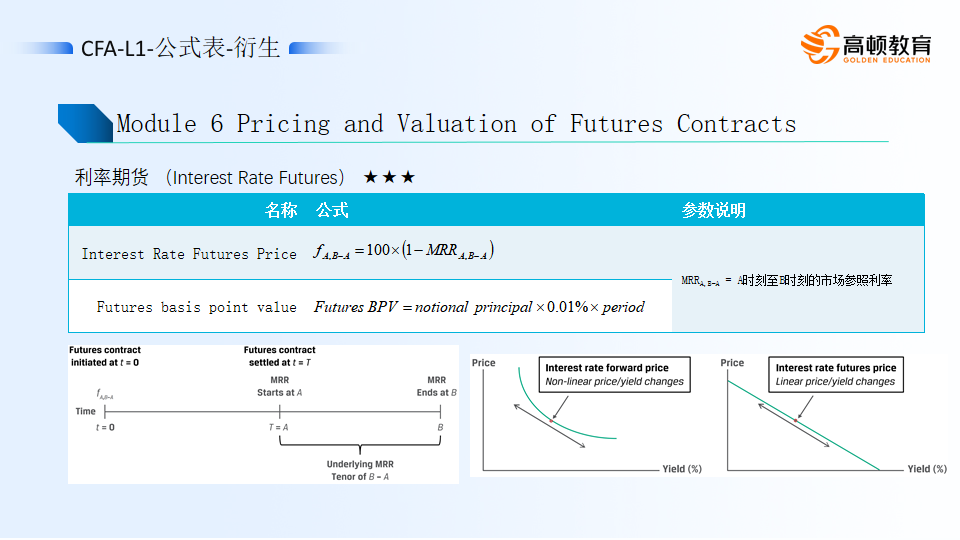 CFA-L1-公式表-衍生
高顿教育
GOLDEN EDUCATION
Module 6 Pricing and Valuation of Futures Contracts
利率期货 （Interest Rate Futures） ★★★
名称 公式 参数说明
Interest Rate Futures Price f A,B−A = 100×(1− MRR A,B−A)
MRRA,B−A = A时刻至B时刻的市场参照利率
Futures basis point value Futures BPV = notional principal × 0.01% × period
Futures contract
initiated at t = 0
Futures contract
settled at t = T
MRR
Starts at A
MRR
Ends at B
fA,B–A
Time
t = 0
T = A
B
Underlying MRR
Tenor of B – A
Price
Interest rate forward price
Non-linear price/yield changes
Yield (%)
Price
Interest rate futures price
Linear price/yield changes
Yield (%)